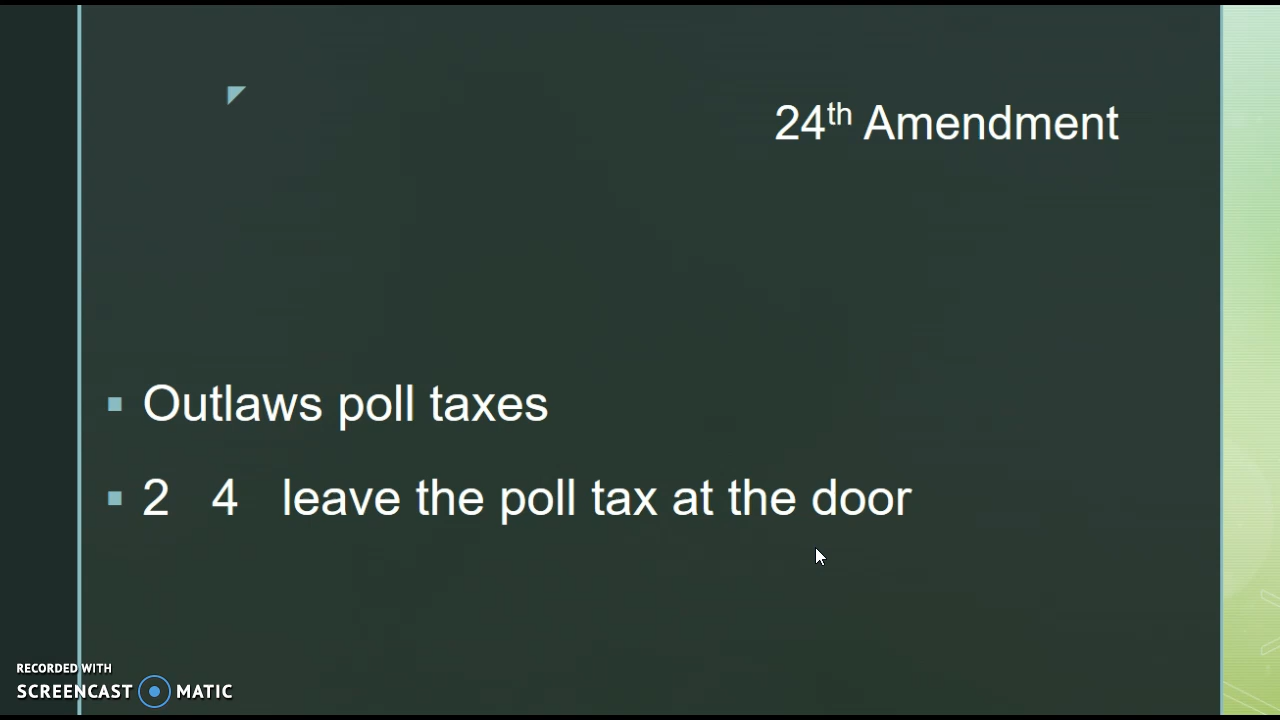 24th Amendment
▪ Outlaws poll taxes
▪ 2 4 leave the poll tax at the door
RECORDED WITH
SCREENCAST MATIC